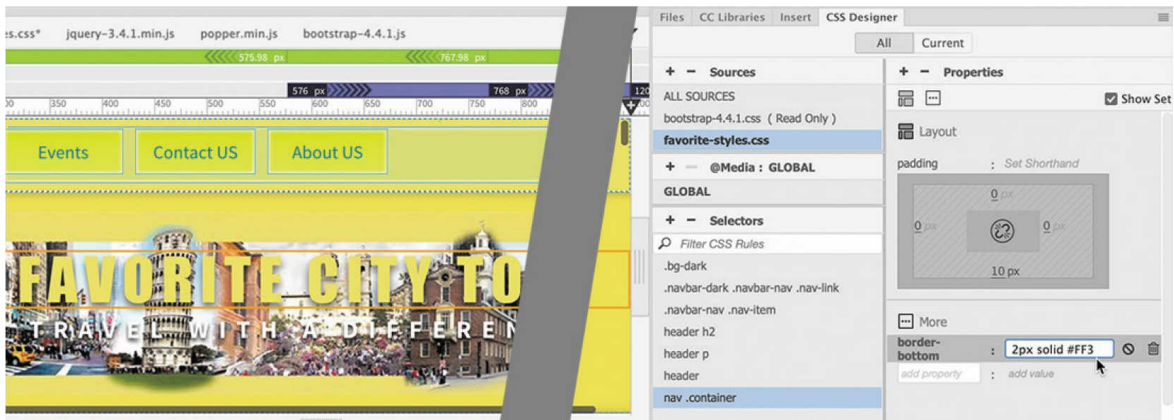 es.css* jquery-3.4.1.min.js popper.min.js bootstrap-4.4.1.js
575.98 px 767.98 px
576 px 768 px 120
350 400 450 500 550 600 650 700 750 800
Events Contact US About US
FAVORITE CITY TO
TRAVEL WITH A DIFFEREN
Files CC Libraries Insert CSS Designer
All Current
+ - Sources
ALL SOURCES
bootstrap-4.4.1.css ( Read Only )
favorite-styles.css
+ - @Media : GLOBAL
GLOBAL
+ - Selectors
Filter CSS Rules
.bg-dark
.navbar-dark .navbar-nav .nav-link
.navbar-nav .nav-item
header h2
header p
header
nav .container
+ - Properties
Show Set
Layout
padding : Set Shorthand
0 px
0 px 0 px
10 px
More
border-
bottom : 2px solid #FF3
add property : add value